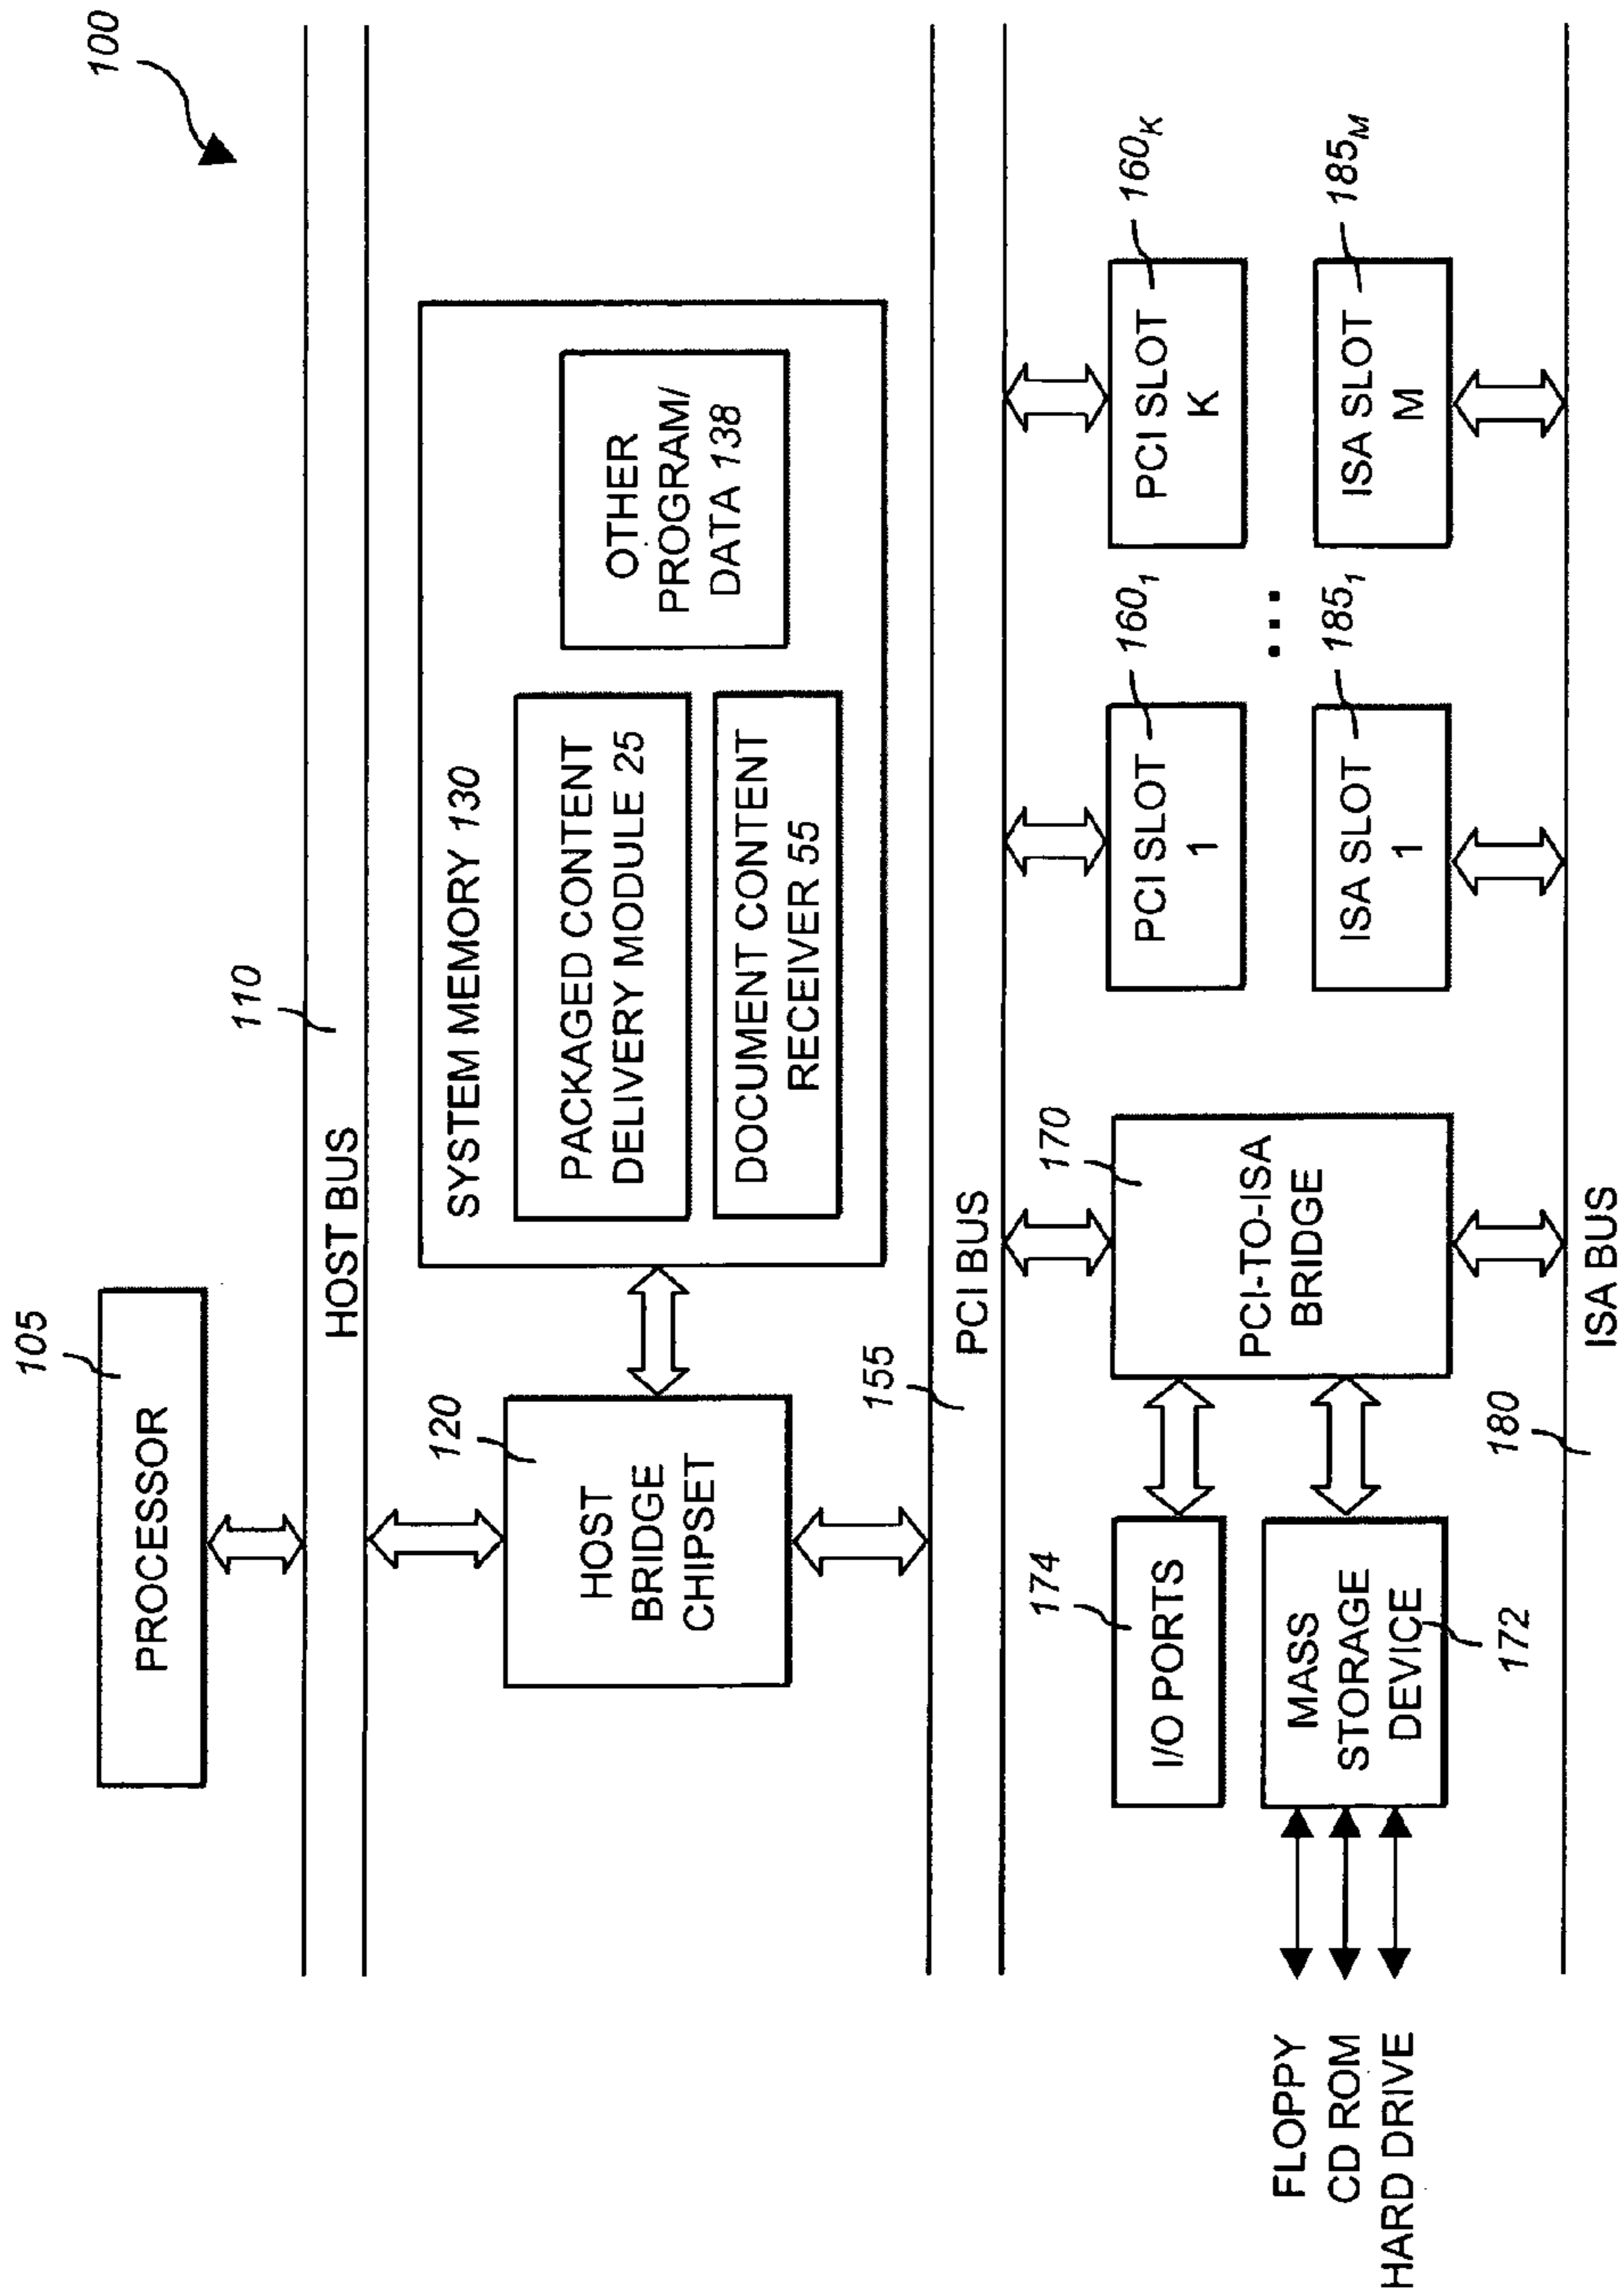 100
105
PROCESSOR
110
HOST BUS
120
HOST
BRIDGE
CHIPSET
SYSTEM MEMORY 130
PACKAGED CONTENT
DELIVERY MODULE 25
DOCUMENT CONTENT
RECEIVER 55
OTHER
PROGRAM/
DATA 138
155
PCI BUS
174
I/O PORTS
MASS
STORAGE
DEVICE
172
FLOPPY
CD ROM
HARD DRIVE
170
PCI-TO-ISA
BRIDGE
PCI SLOT
1
160₁
PCI SLOT
K
160K
...
ISA SLOT
1
185₁
ISA SLOT
M
185M
180
ISA BUS